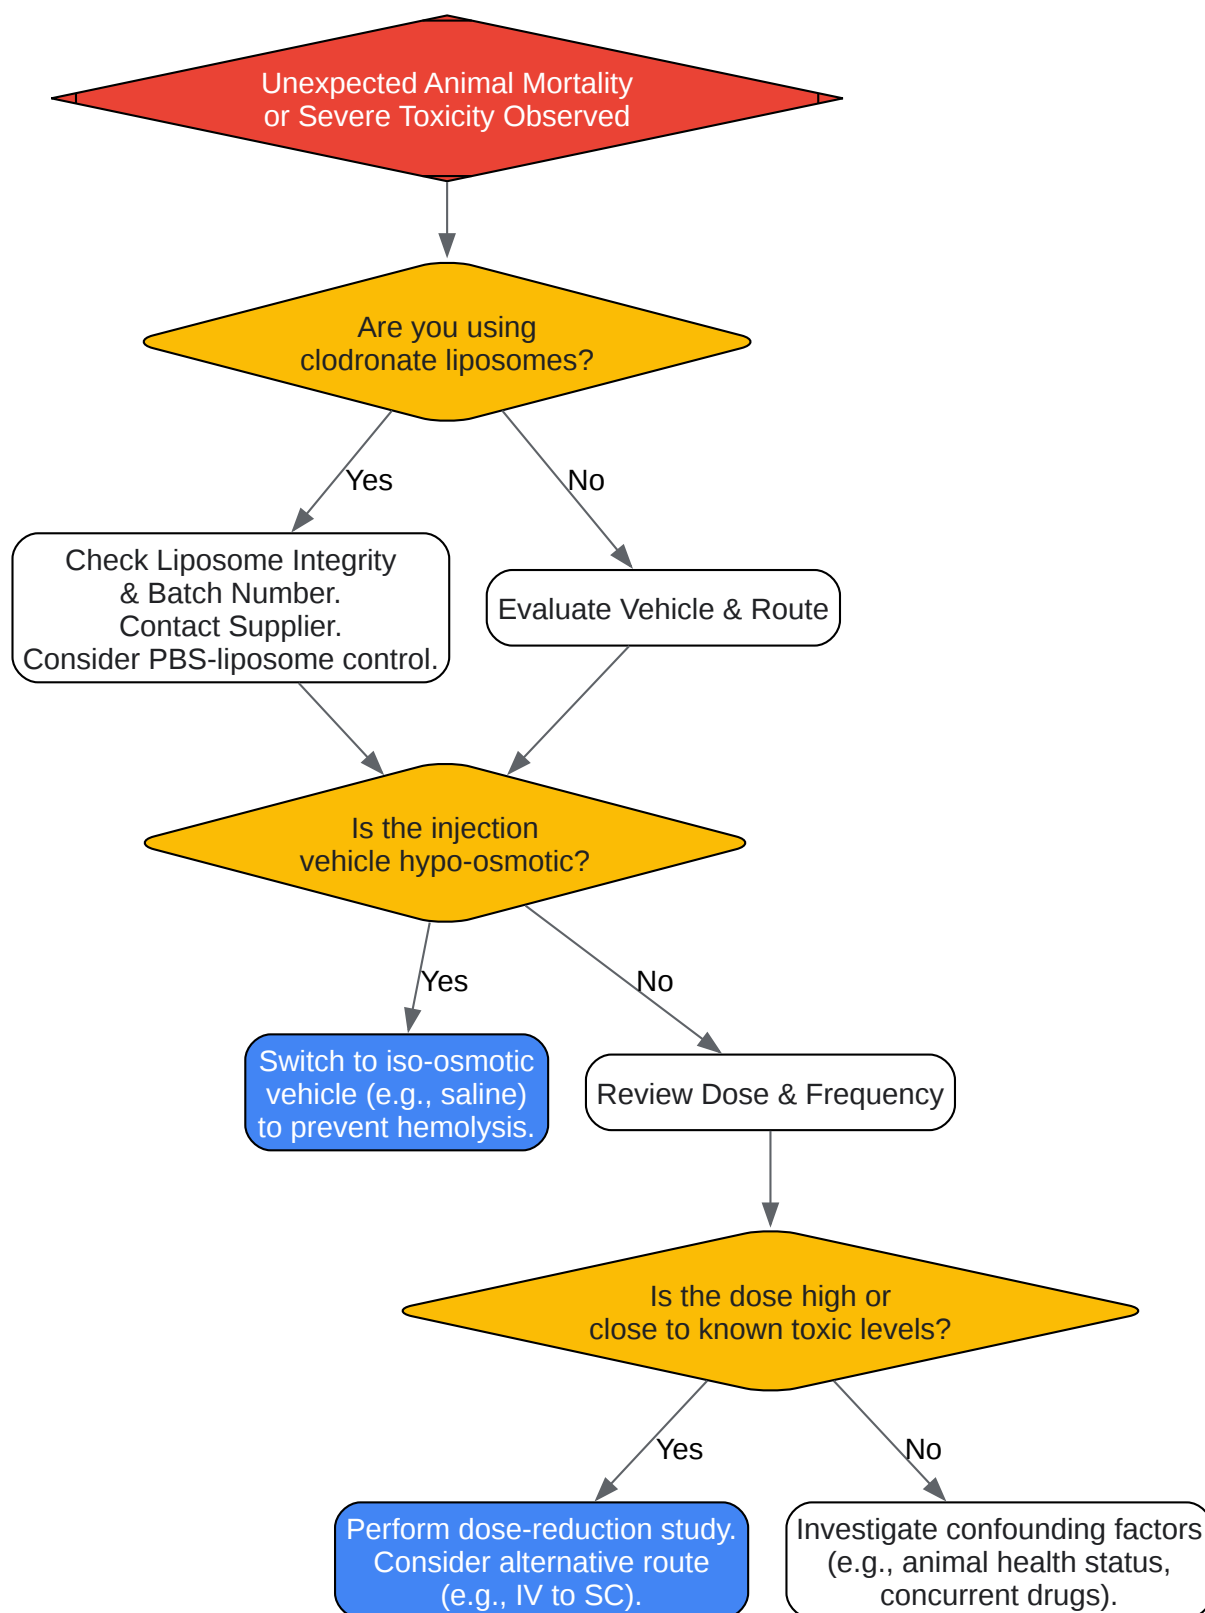 Unexpected Animal Mortality
or Severe Toxicity Observed
Are you using
clodronate liposomes?
Yes
No
Check Liposome Integrity
& Batch Number.
Contact Supplier.
Consider PBS-liposome control.
Evaluate Vehicle & Route
Is the injection
vehicle hypo-osmotic?
Yes
No
Switch to iso-osmotic
vehicle (e.g., saline)
to prevent hemolysis.
Review Dose & Frequency
Is the dose high or
close to known toxic levels?
Yes
No
Perform dose-reduction study.
Consider alternative route
(e.g., IV to SC).
Investigate confounding factors
(e.g., animal health status,
concurrent drugs).